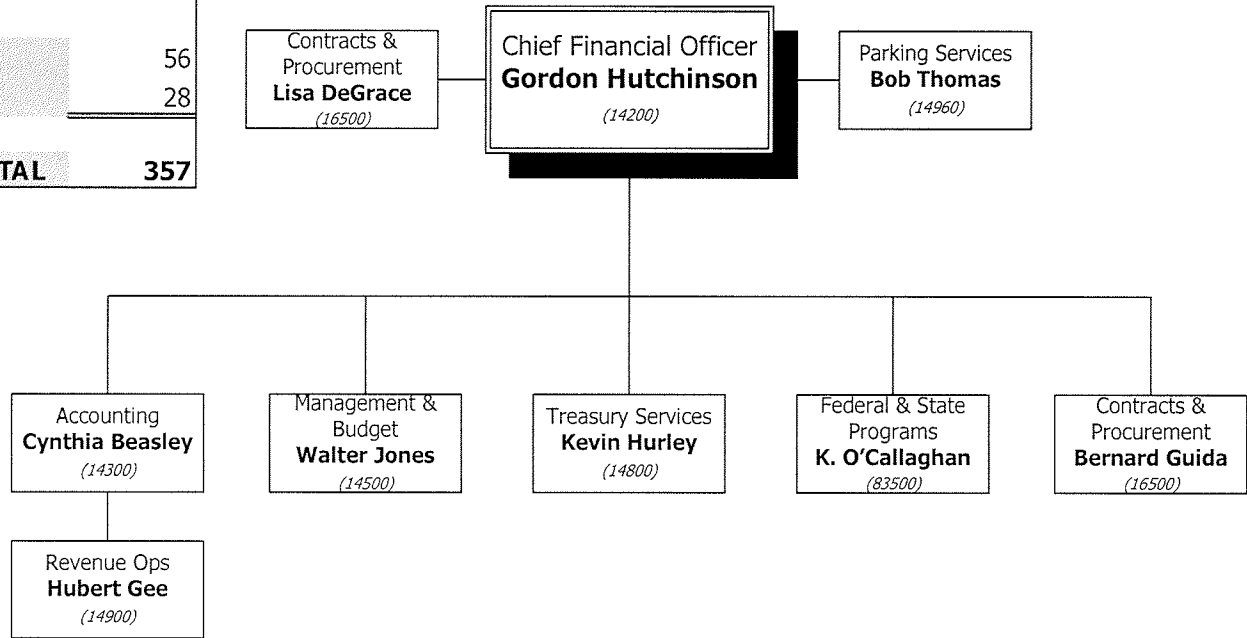 56
28
TAL 357
Contracts &
Procurement
Lisa DeGrace
(16500)
Chief Financial Officer
Gordon Hutchinson
(14200)
Parking Services
Bob Thomas
(14960)
Accounting
Cynthia Beasley
(14300)
Management &
Budget
Walter Jones
(14500)
Treasury Services
Kevin Hurley
(14800)
Federal & State
Programs
K. O'Callaghan
(83500)
Contracts &
Procurement
Bernard Guida
(16500)
Revenue Ops
Hubert Gee
(14900)